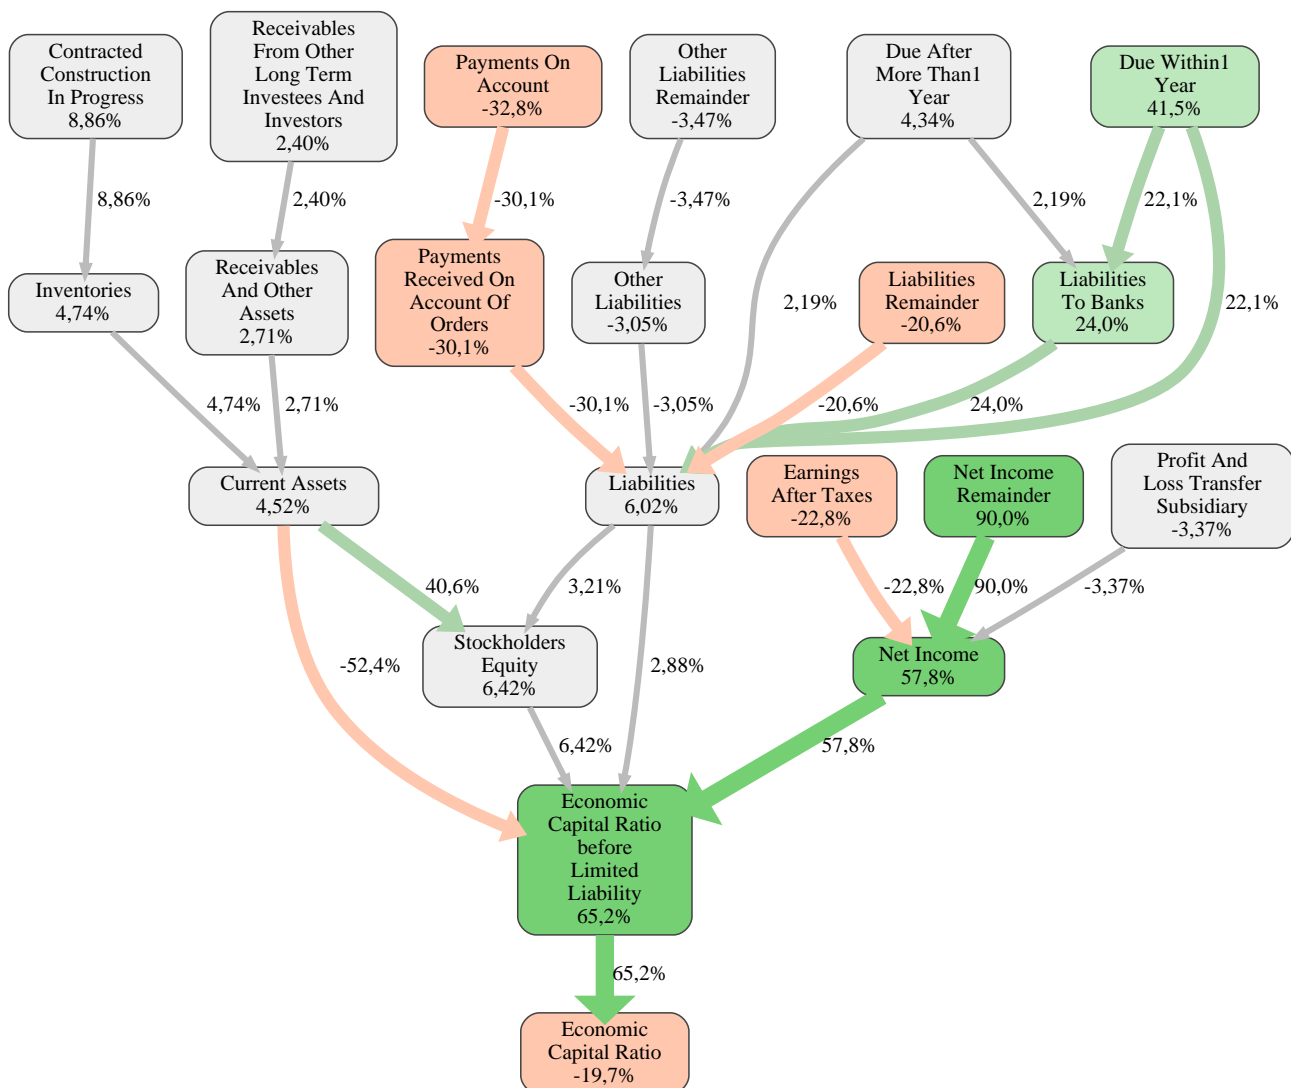 Contracted
Construction
In Progress
8,86%
Receivables
From Other
Long Term
Investees And
Investors
2,40%
Payments On
Account
-32,8%
Other
Liabilities
Remainder
-3,47%
Due After
More Than1
Year
4,34%
Due Within1
Year
41,5%
8,86%
2,40%
-30,1%
-3,47%
2,19%
22,1%
Inventories
4,74%
Receivables
And Other
Assets
2,71%
Payments
Received On
Account Of
Orders
-30,1%
Other
Liabilities
-3,05%
2,19%
Liabilities
Remainder
-20,6%
Liabilities
To Banks
24,0%
22,1%
4,74%
2,71%
-30,1%
-3,05%
-20,6%
24,0%
Current Assets
4,52%
Liabilities
6,02%
Earnings
After Taxes
-22,8%
Net Income
Remainder
90,0%
Profit And
Loss Transfer
Subsidiary
-3,37%
40,6%
3,21%
-22,8%
90,0%
-3,37%
-52,4%
Stockholders
Equity
6,42%
2,88%
Net Income
57,8%
6,42%
57,8%
Economic
Capital Ratio
before
Limited
Liability
65,2%
65,2%
Economic
Capital Ratio
-19,7%